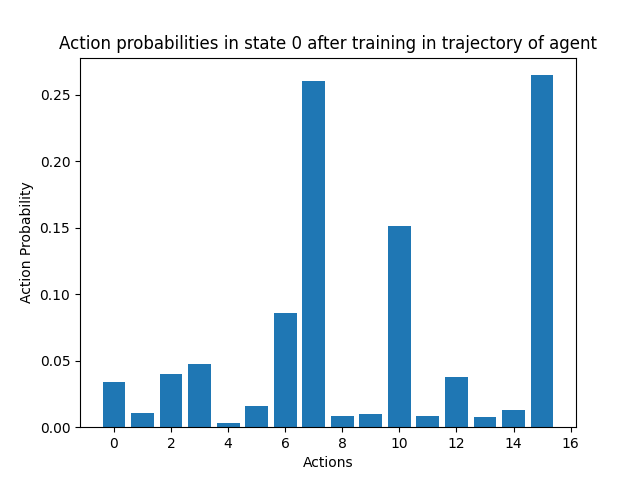 Action probabilities in state 0 after training in trajectory of agent
0.25
0.20
0.15
0.10
0.05
0.00
Action Probability
0 2 4 6 8 10 12 14 16
Actions